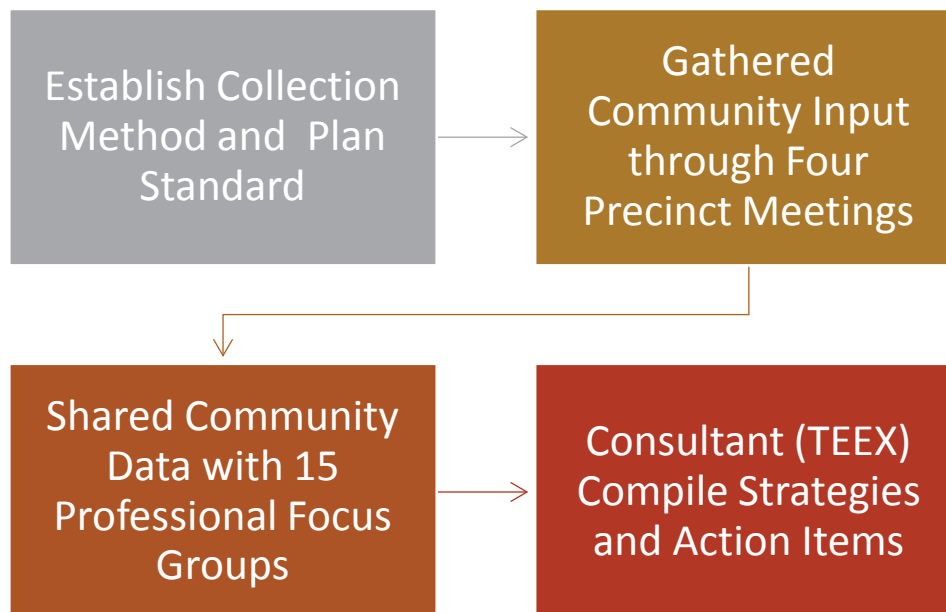 Establish Collection
Method and  Plan
Standard
Gathered
Community Input
through Four
Precinct Meetings
Shared Community
Data with 15
Professional Focus
Groups
Consultant (TEEX)
Compile Strategies
and Action Items